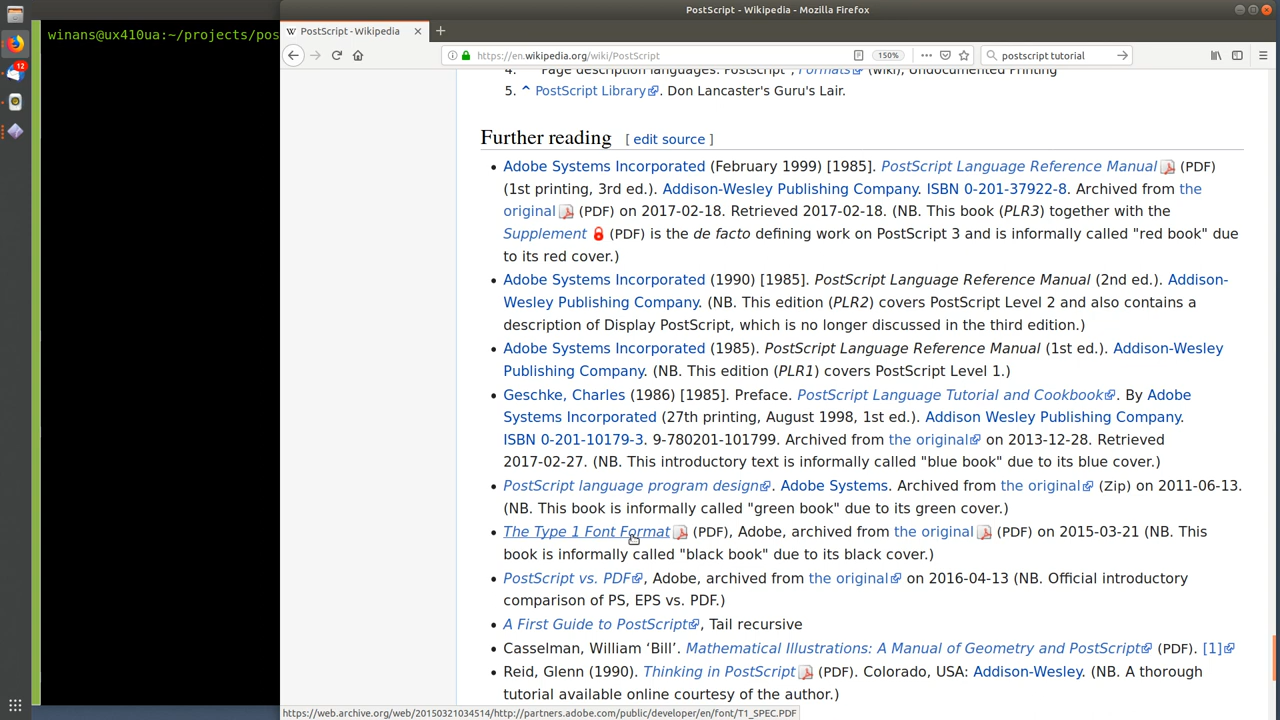 PostScript - Wikipedia - Mozilla Firefox
W PostScript - Wikipedia
https://en.wikipedia.org/wiki/PostScript
150%
postscript tutorial
12
winans@ux410ua:~/projects/pos
4. ^ "Page description languages: Postscript", Formats (wiki), Undocumented Printing
5. ^ PostScript Library. Don Lancaster's Guru's Lair.
Further reading [ edit source ]
• Adobe Systems Incorporated (February 1999) [1985]. PostScript Language Reference Manual (PDF)
(1st printing, 3rd ed.). Addison-Wesley Publishing Company. ISBN 0-201-37922-8. Archived from the
original (PDF) on 2017-02-18. Retrieved 2017-02-18. (NB. This book (PLR3) together with the
Supplement (PDF) is the de facto defining work on PostScript 3 and is informally called "red book" due
to its red cover.)
• Adobe Systems Incorporated (1990) [1985]. PostScript Language Reference Manual (2nd ed.). Addison-
Wesley Publishing Company. (NB. This edition (PLR2) covers PostScript Level 2 and also contains a
description of Display PostScript, which is no longer discussed in the third edition.)
• Adobe Systems Incorporated (1985). PostScript Language Reference Manual (1st ed.). Addison-Wesley
Publishing Company. (NB. This edition (PLR1) covers PostScript Level 1.)
• Geschke, Charles (1986) [1985]. Preface. PostScript Language Tutorial and Cookbook. By Adobe
Systems Incorporated (27th printing, August 1998, 1st ed.). Addison Wesley Publishing Company.
ISBN 0-201-10179-3. 9-780201-101799. Archived from the original on 2013-12-28. Retrieved
2017-02-27. (NB. This introductory text is informally called "blue book" due to its blue cover.)
• PostScript language program design. Adobe Systems. Archived from the original (Zip) on 2011-06-13.
(NB. This book is informally called "green book" due to its green cover.)
• The Type 1 Font Format (PDF), Adobe, archived from the original (PDF) on 2015-03-21 (NB. This
book is informally called "black book" due to its black cover.)
• PostScript vs. PDF, Adobe, archived from the original on 2016-04-13 (NB. Official introductory
comparison of PS, EPS vs. PDF.)
• A First Guide to PostScript, Tail recursive
• Casselman, William ‘Bill’. Mathematical Illustrations: A Manual of Geometry and PostScript (PDF). [1]
• Reid, Glenn (1990). Thinking in PostScript (PDF). Colorado, USA: Addison-Wesley. (NB. A thorough
tutorial available online courtesy of the author.)
https://web.archive.org/web/20150321034514/http://partners.adobe.com/public/developer/en/font/T1_SPEC.PDF